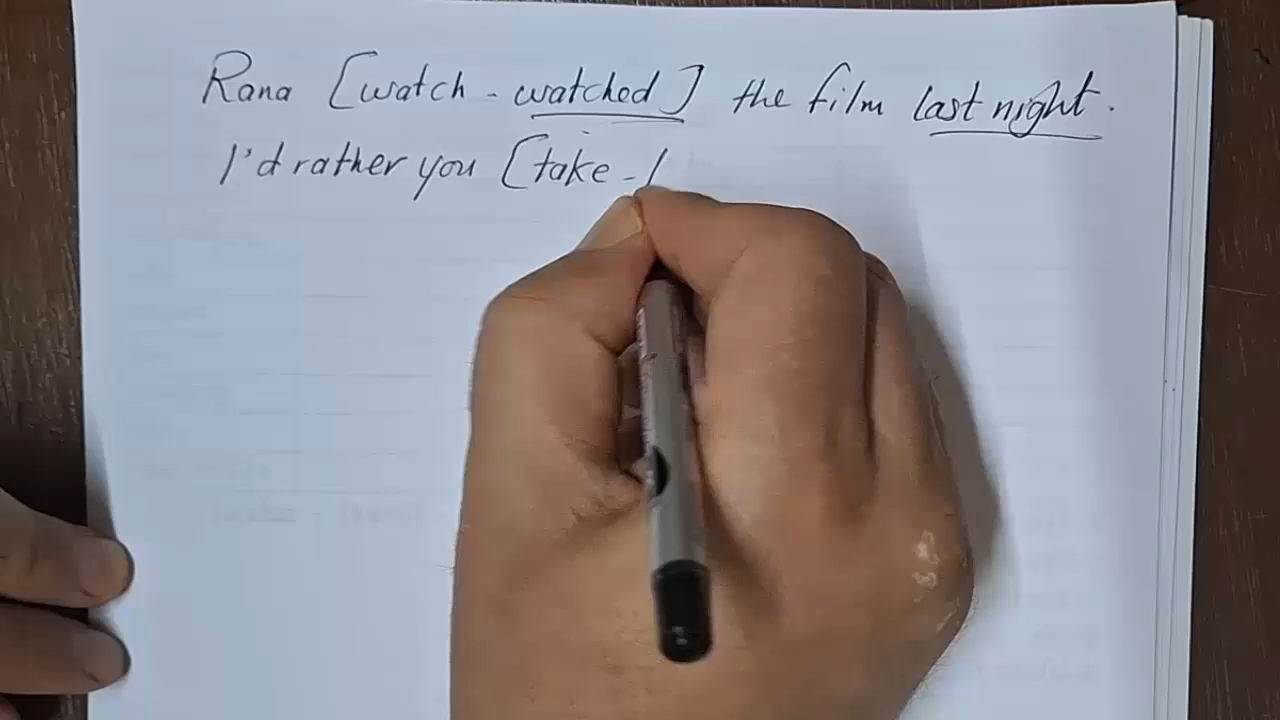 Rana [watch - watched] the film last night.
I'd rather you [take -